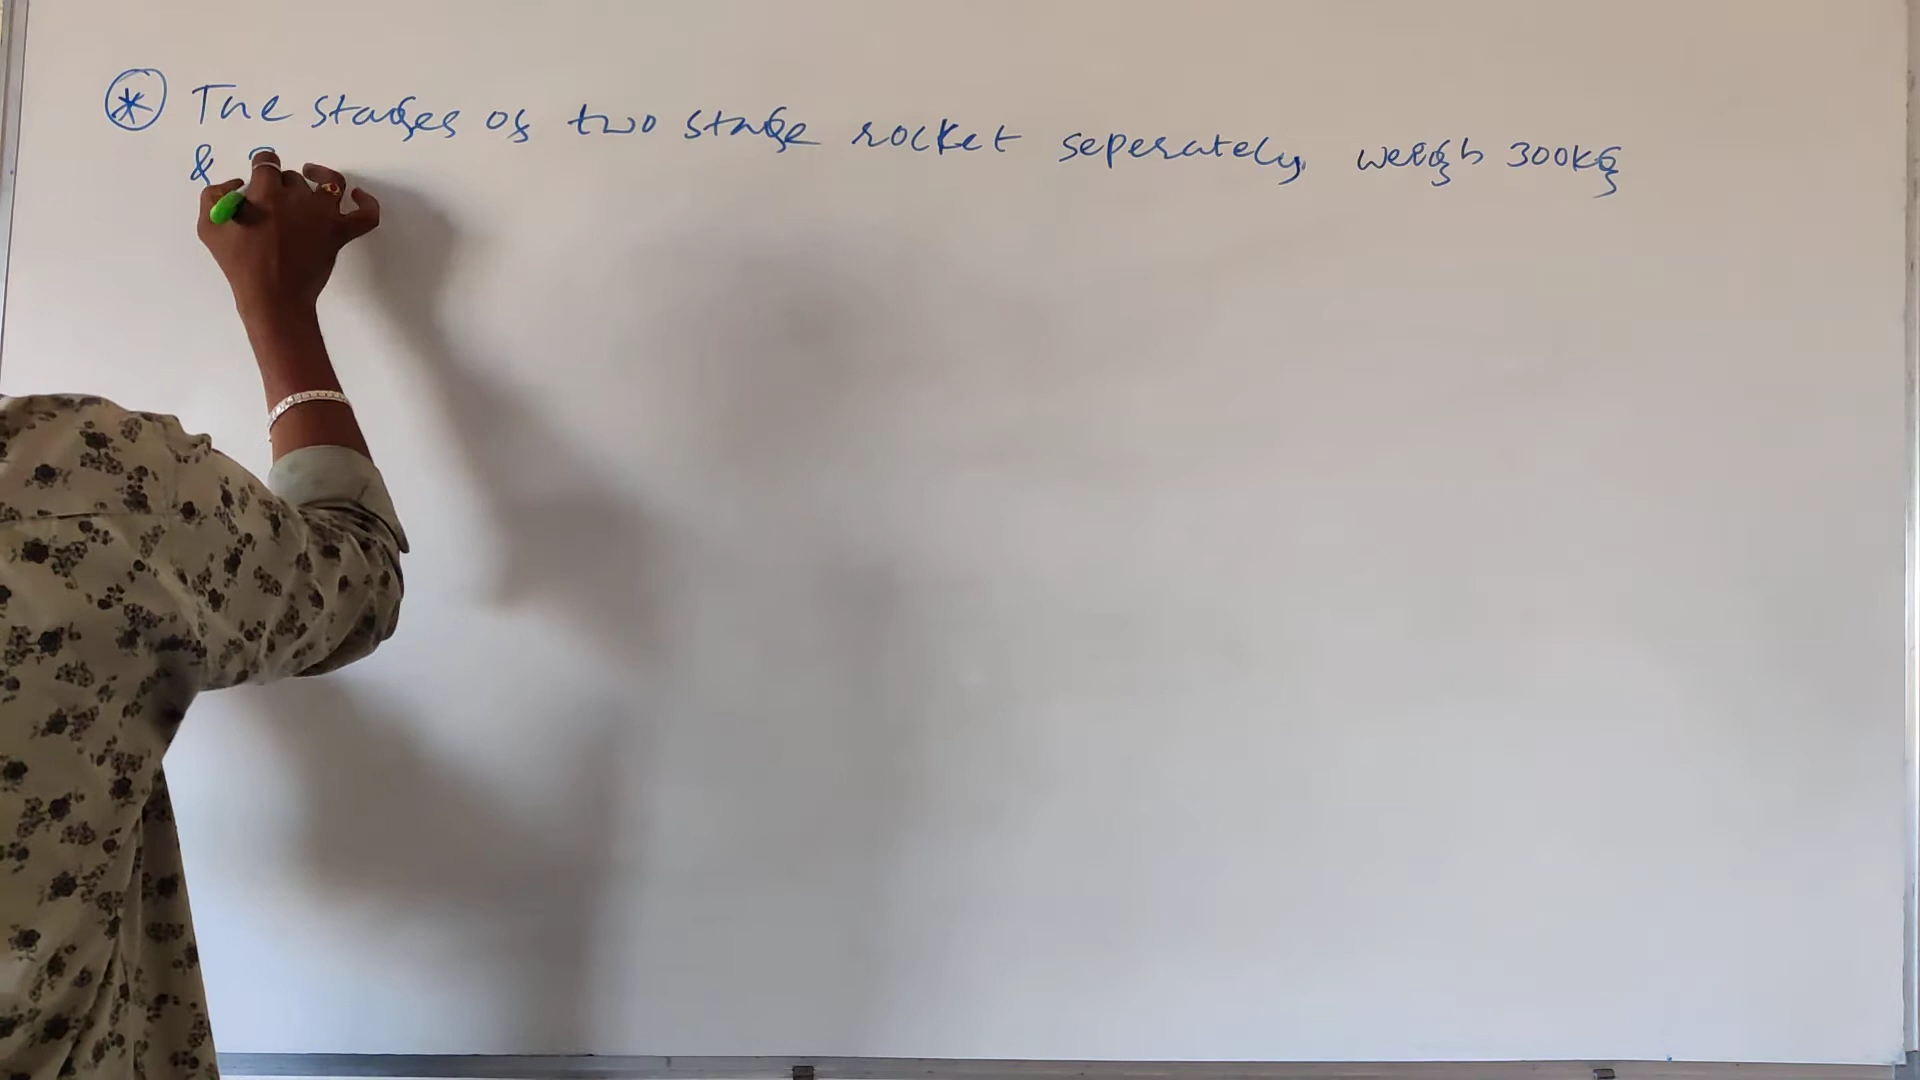 * The stages of two stage rocket seperately weigh 300kg
&